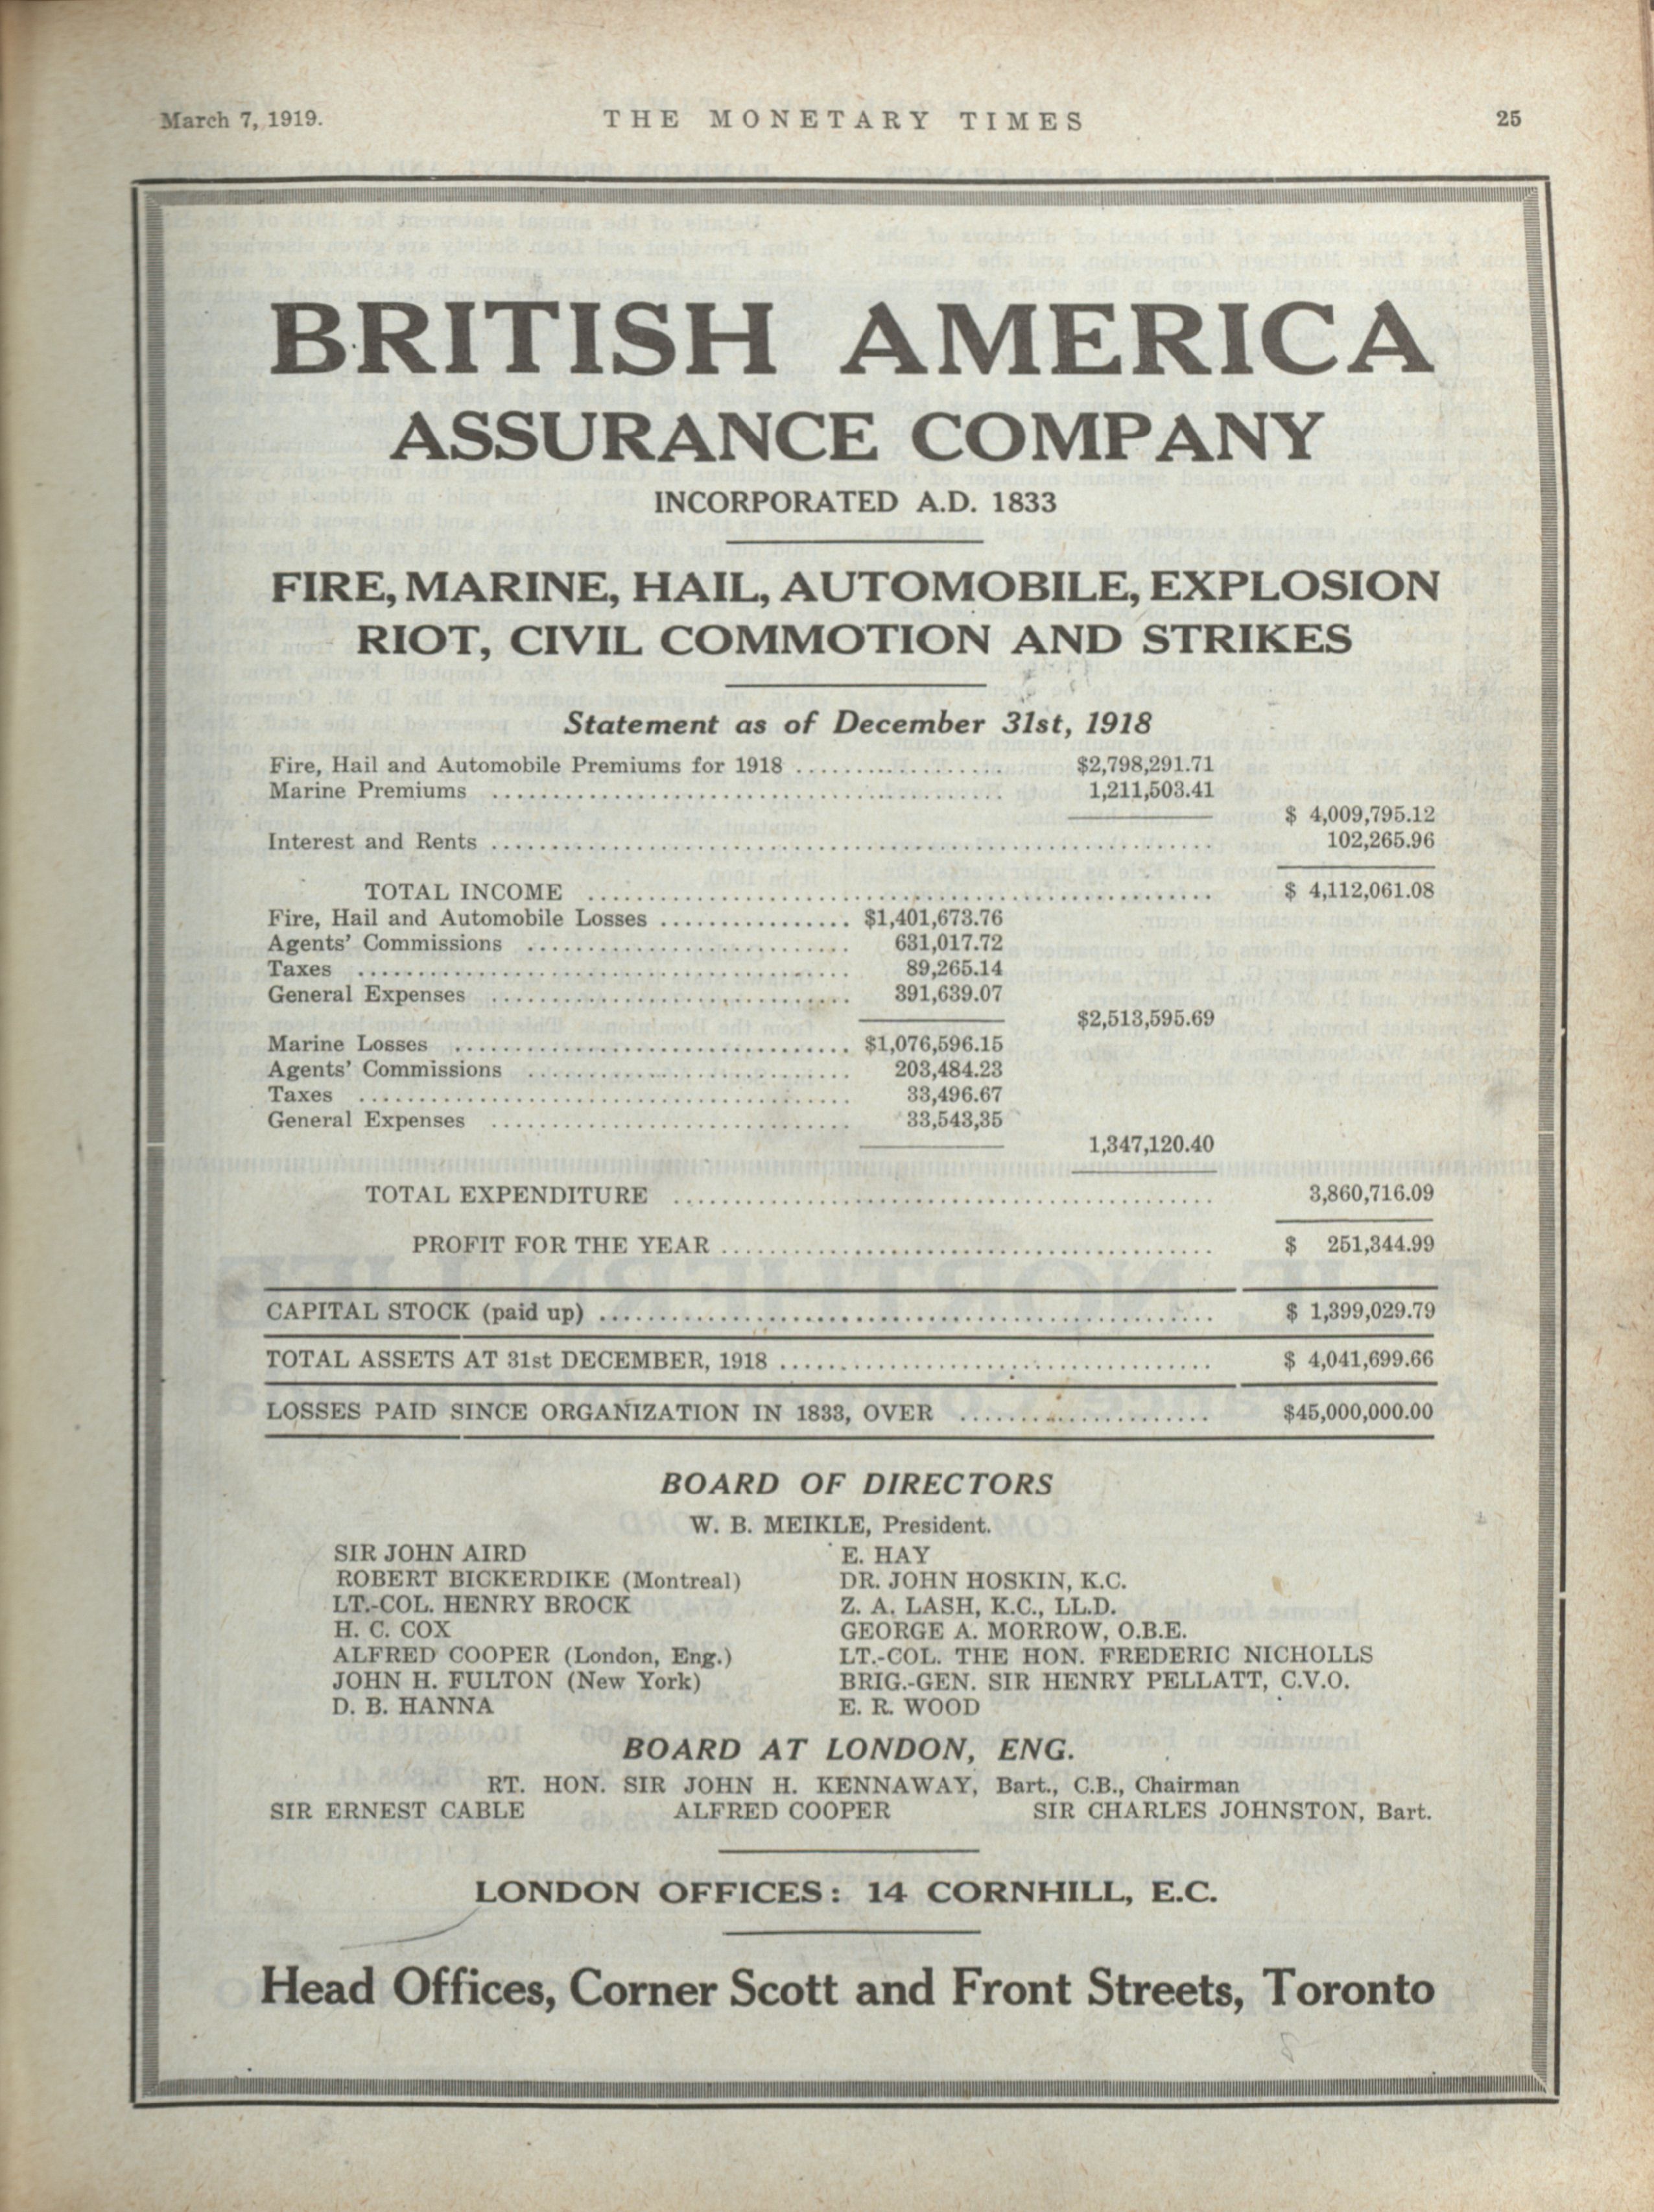 March 7, 1919. THE MONETARY TIMES 25
BRITISH AMERICA
ASSURANCE COMPANY
INCORPORATED A.D. 1833
FIRE, MARINE, HAIL, AUTOMOBILE, EXPLOSION
RIOT, CIVIL COMMOTION AND STRIKES
Statement as of December 31st, 1918
Fire, Hail and Automobile Premiums for 1918 .................. $2,798,291.71
Marine Premiums .................................. 1,211,503.41
$ 4,009,795.12
Interest and Rents .................................................. 102,265.96
TOTAL INCOME .................................................. $ 4,112,061.08
Fire, Hail and Automobile Losses ................ $1,401,673.76
Agents' Commissions ........................... 631,017.72
Taxes ......................................... 89,265.14
General Expenses .............................. 391,639.07
$2,513,595.69
Marine Losses ................................. $1,076,596.15
Agents' Commissions ........................... 203,484.23
Taxes ......................................... 33,496.67
General Expenses .............................. 33,543,35
1,347,120.40
TOTAL EXPENDITURE ............................................. 3,860,716.09
PROFIT FOR THE YEAR ......................................... $ 251,344.99
CAPITAL STOCK (paid up) .................................................. $ 1,399,029.79
TOTAL ASSETS AT 31st DECEMBER, 1918 .................................... $ 4,041,699.66
LOSSES PAID SINCE ORGANIZATION IN 1833, OVER ..................... $45,000,000.00
BOARD OF DIRECTORS
W. B. MEIKLE, President.
SIR JOHN AIRD E. HAY
ROBERT BICKERDIKE (Montreal) DR. JOHN HOSKIN, K.C.
LT.-COL. HENRY BROCK Z. A. LASH, K.C., LL.D.
H. C. COX GEORGE A. MORROW, O.B.E.
ALFRED COOPER (London, Eng.) LT.-COL. THE HON. FREDERIC NICHOLLS
JOHN H. FULTON (New York) BRIG.-GEN. SIR HENRY PELLATT, C.V.O.
D. B. HANNA E. R. WOOD
BOARD AT LONDON, ENG.
RT. HON. SIR JOHN H. KENNAWAY, Bart., C.B., Chairman
SIR ERNEST CABLE ALFRED COOPER SIR CHARLES JOHNSTON, Bart.
LONDON OFFICES: 14 CORNHILL, E.C.
Head Offices, Corner Scott and Front Streets, Toronto